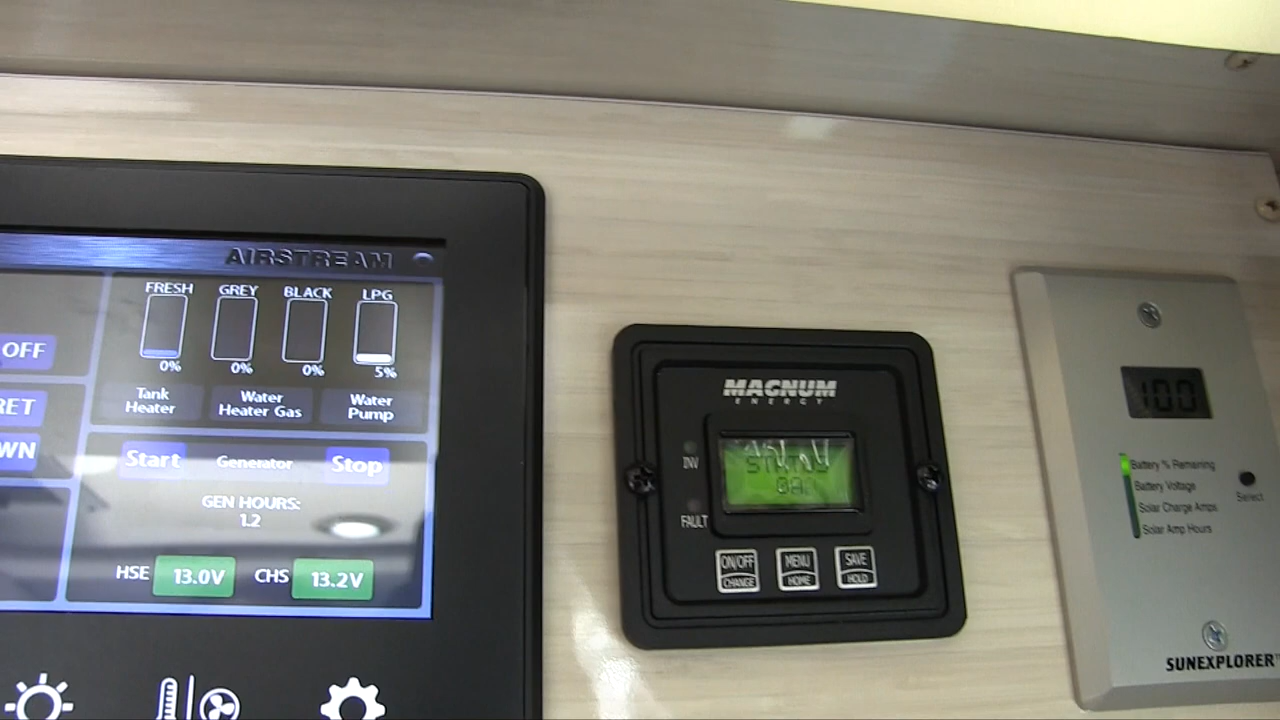 AIRSTREAM
FRESH GREY BLACK LPG
0% 0% 0% 5%
OFF
Tank Heater
Water Heater Gas
Water Pump
RET
WN
Start Generator Stop
GEN HOURS:
1.2
HSE 13.0V CHS 13.2V
MAGNUM
ENERGY
INV
STATUS
0A
FAULT
ON/OFF
CHANGE
MENU
HOME
SAVE
HOLD
100
Battery % Remaining
Battery Voltage
Solar Charge Amps
Solar Amp Hours
Select
SUNEXPLORER